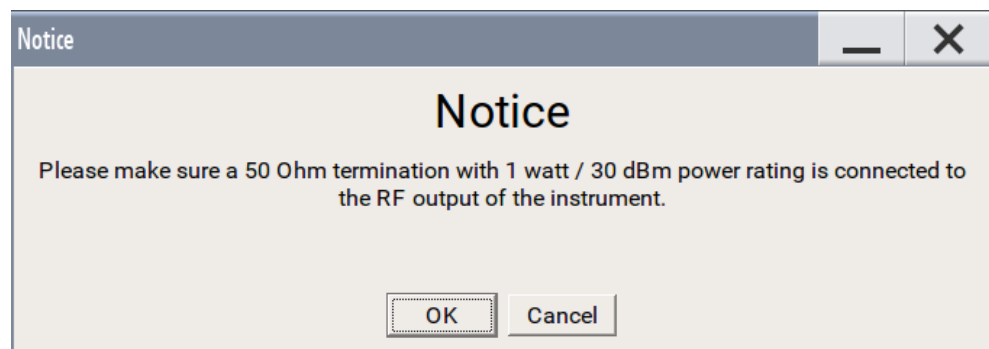 Notice
Notice
Please make sure a 50 Ohm termination with 1 watt / 30 dBm power rating is connected to
the RF output of the instrument.
OK
Cancel